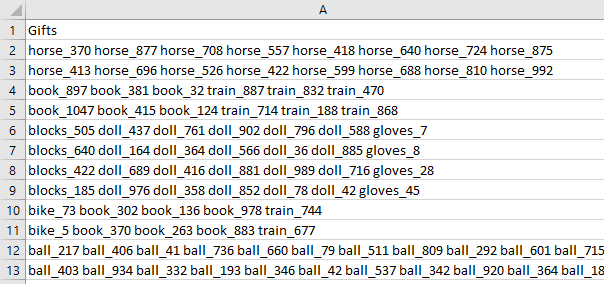 A
1 Gifts
2 horse_370 horse_877 horse_708 horse_557 horse_418 horse_640 horse_724 horse_875
3 horse_413 horse_696 horse_526 horse_422 horse_599 horse_688 horse_810 horse_992
4 book_897 book_381 book_32 train_887 train_832 train_470
5 book_1047 book_415 book_124 train_714 train_188 train_868
6 blocks_505 doll_437 doll_761 doll_902 doll_796 doll_588 gloves_7
7 blocks_640 doll_164 doll_364 doll_566 doll_36 doll_885 gloves_8
8 blocks_422 doll_689 doll_416 doll_881 doll_989 doll_716 gloves_28
9 blocks_185 doll_976 doll_358 doll_852 doll_78 doll_42 gloves_45
10 bike_73 book_302 book_136 book_978 train_744
11 bike_5 book_370 book_263 book_883 train_677
12 ball_217 ball_406 ball_41 ball_736 ball_660 ball_79 ball_511 ball_809 ball_292 ball_601 ball_715
13 ball_403 ball_934 ball_332 ball_193 ball_346 ball_42 ball_537 ball_342 ball_920 ball_364 ball_18